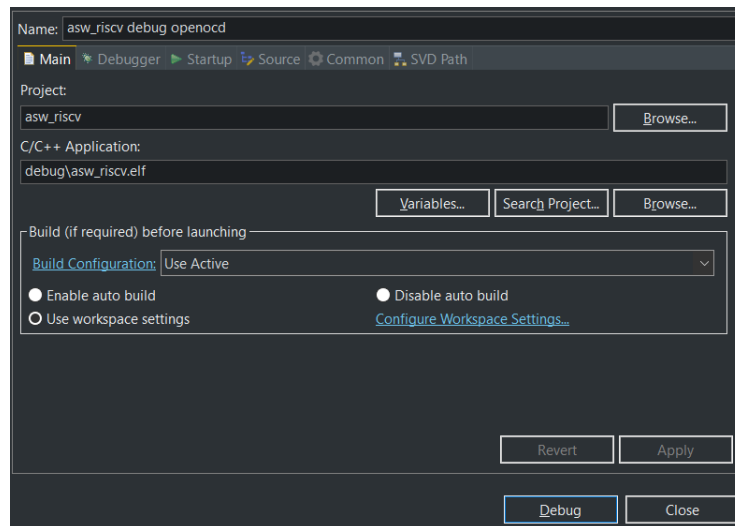 Name: asw_riscv debug openocd
Main Debugger Startup Source Common SVD Path
Project:
asw_riscv Browse...
C/C++ Application:
debug\asw_riscv.elf
Variables... Search Project... Browse...
Build (if required) before launching
Build Configuration: Use Active
Enable auto build Disable auto build
Use workspace settings Configure Workspace Settings...
Revert Apply
Debug Close